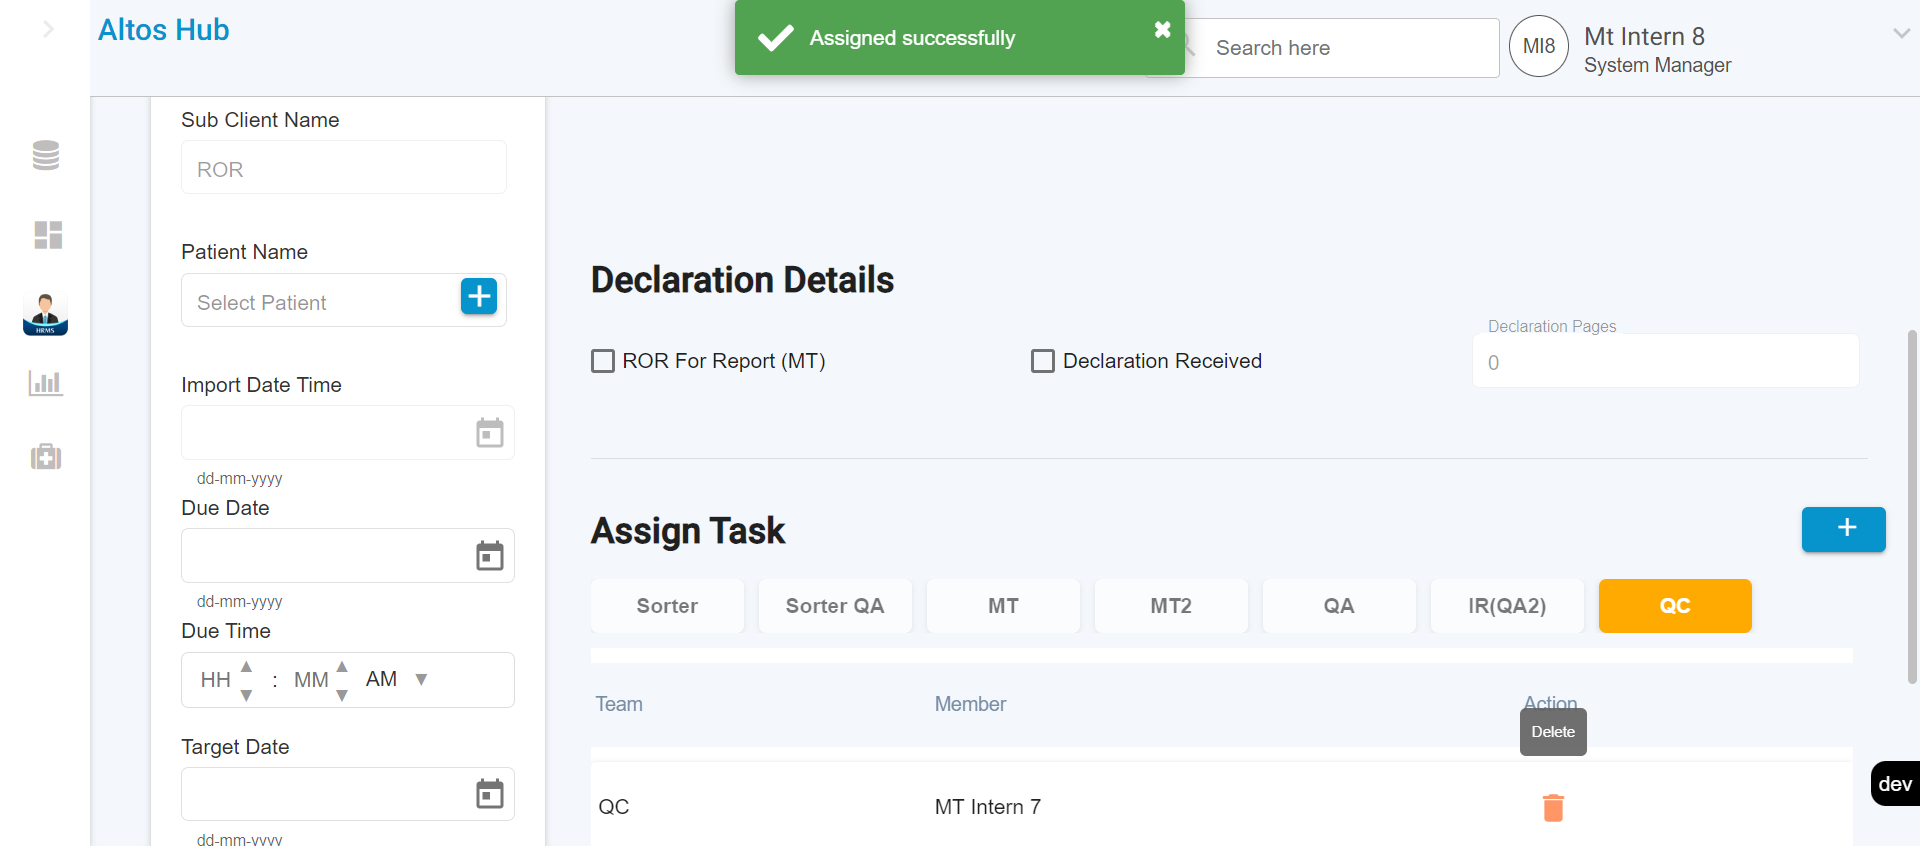 Altos Hub
Assigned successfully
Search here
MI8
Mt Intern 8
System Manager
HRMS
Sub Client Name
ROR
Patient Name
Select Patient
Import Date Time
dd-mm-yyyy
Due Date
dd-mm-yyyy
Due Time
HH : MM AM
Target Date
dd-mm-yyyy
Declaration Details
ROR For Report (MT)
Declaration Received
Declaration Pages
0
Assign Task
Sorter
Sorter QA
MT
MT2
QA
IR(QA2)
QC
Team
Member
Action
Delete
QC
MT Intern 7
dev